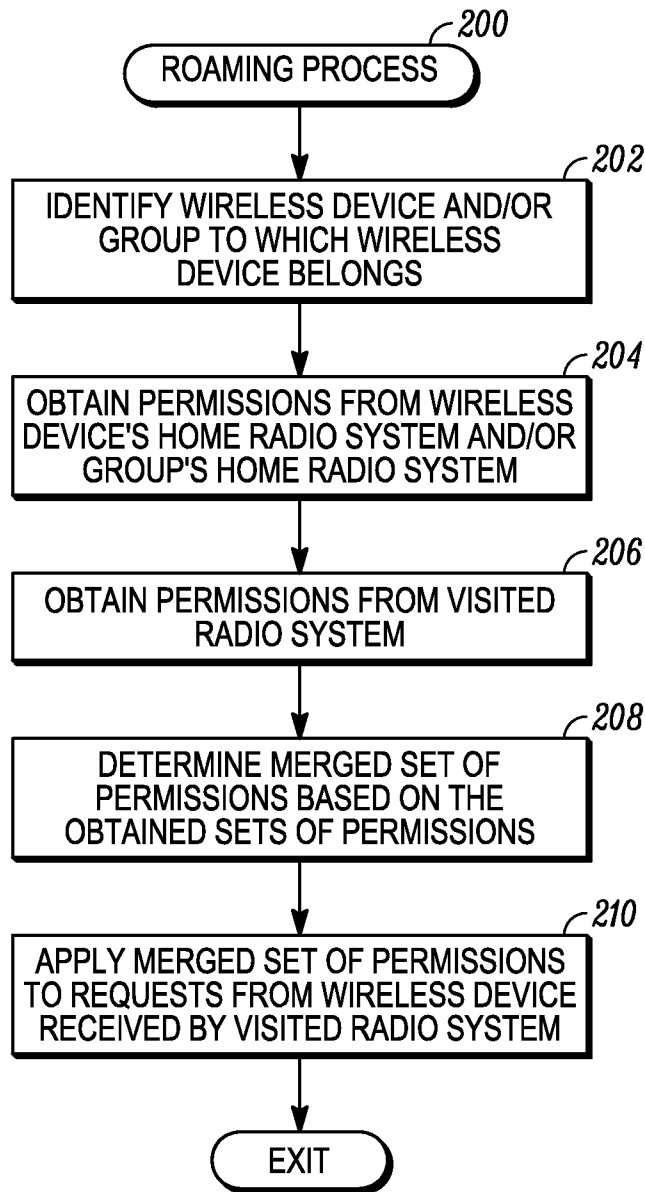 200
ROAMING PROCESS
202
IDENTIFY WIRELESS DEVICE AND/OR
GROUP TO WHICH WIRELESS
DEVICE BELONGS
204
OBTAIN PERMISSIONS FROM WIRELESS
DEVICE'S HOME RADIO SYSTEM AND/OR
GROUP'S HOME RADIO SYSTEM
206
OBTAIN PERMISSIONS FROM VISITED
RADIO SYSTEM
208
DETERMINE MERGED SET OF
PERMISSIONS BASED ON THE
OBTAINED SETS OF PERMISSIONS
210
APPLY MERGED SET OF PERMISSIONS
TO REQUESTS FROM WIRELESS DEVICE
RECEIVED BY VISITED RADIO SYSTEM
EXIT